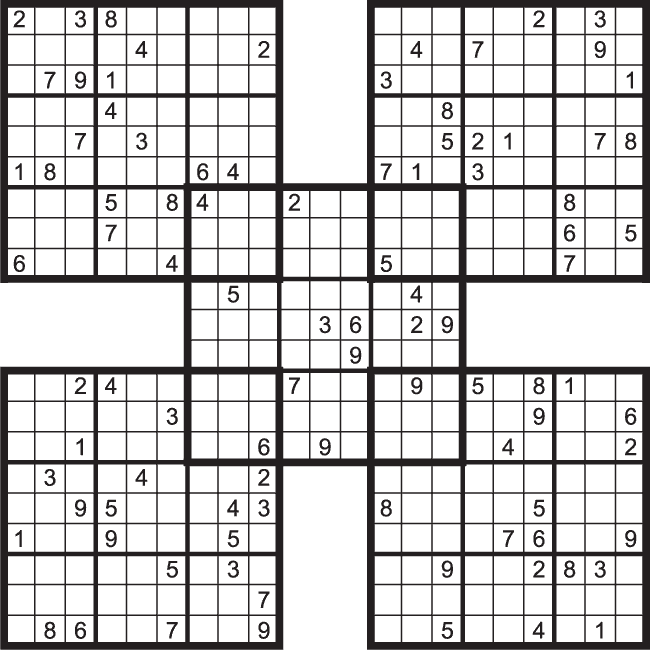 2 3 8 2 3
4 2 4 7 9
7 9 1 3 1
4 8
7 3 5 2 1 7 8
1 8 6 4 7 1 3
5 8 4 2 8
7 6 5
6 4 5 7
5 4
3 6 2 9
9
2 4 7 9 5 8 1
3 9 6
1 6 9 4 2
3 4 2
9 5 4 3 8 5
1 9 5 7 6 9
5 3 9 2 8 3
7
8 6 7 9 5 4 1